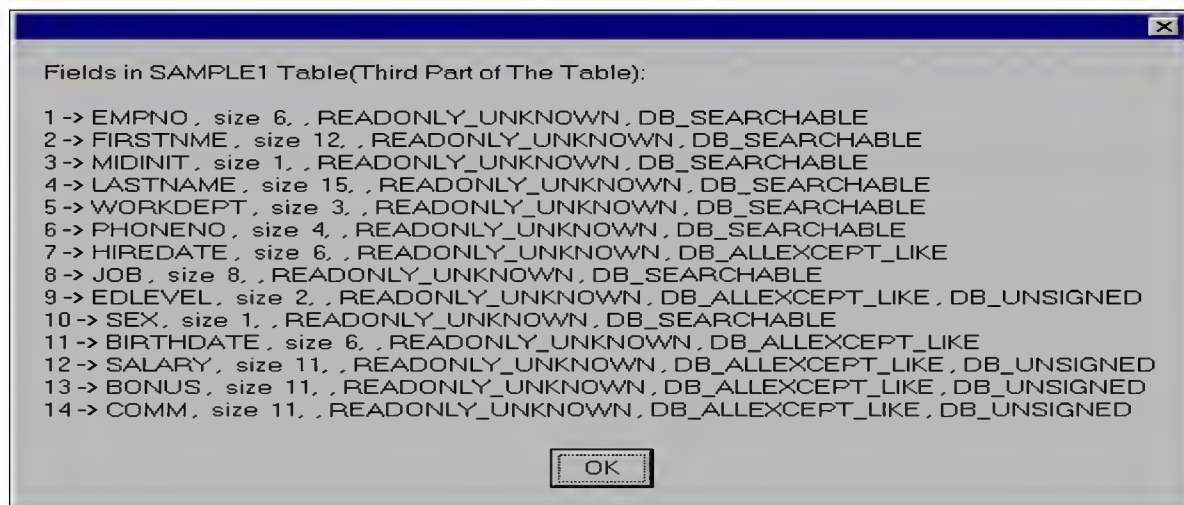 Fields in SAMPLE1 Table(Third Part of The Table):
1 -> EMPNO, size 6, , READONLY_UNKNOWN, DB_SEARCHABLE
2 -> FIRSTNME, size 12, , READONLY_UNKNOWN, DB_SEARCHABLE
3 -> MIDINIT, size 1, , READONLY_UNKNOWN, DB_SEARCHABLE
4 -> LASTNAME, size 15, , READONLY_UNKNOWN, DB_SEARCHABLE
5 -> WORKDEPT, size 3, , READONLY_UNKNOWN, DB_SEARCHABLE
6 -> PHONENO, size 4, , READONLY_UNKNOWN, DB_SEARCHABLE
7 -> HIREDATE, size 6, , READONLY_UNKNOWN, DB_ALLEXCEPT_LIKE
8 -> JOB, size 8, , READONLY_UNKNOWN, DB_SEARCHABLE
9 -> EDLEVEL, size 2, , READONLY_UNKNOWN, DB_ALLEXCEPT_LIKE, DB_UNSIGNED
10 -> SEX, size 1, , READONLY_UNKNOWN, DB_SEARCHABLE
11 -> BIRTHDATE, size 6, , READONLY_UNKNOWN, DB_ALLEXCEPT_LIKE
12 -> SALARY, size 11, , READONLY_UNKNOWN, DB_ALLEXCEPT_LIKE, DB_UNSIGNED
13 -> BONUS, size 11, , READONLY_UNKNOWN, DB_ALLEXCEPT_LIKE, DB_UNSIGNED
14 -> COMM, size 11, , READONLY_UNKNOWN, DB_ALLEXCEPT_LIKE, DB_UNSIGNED
OK